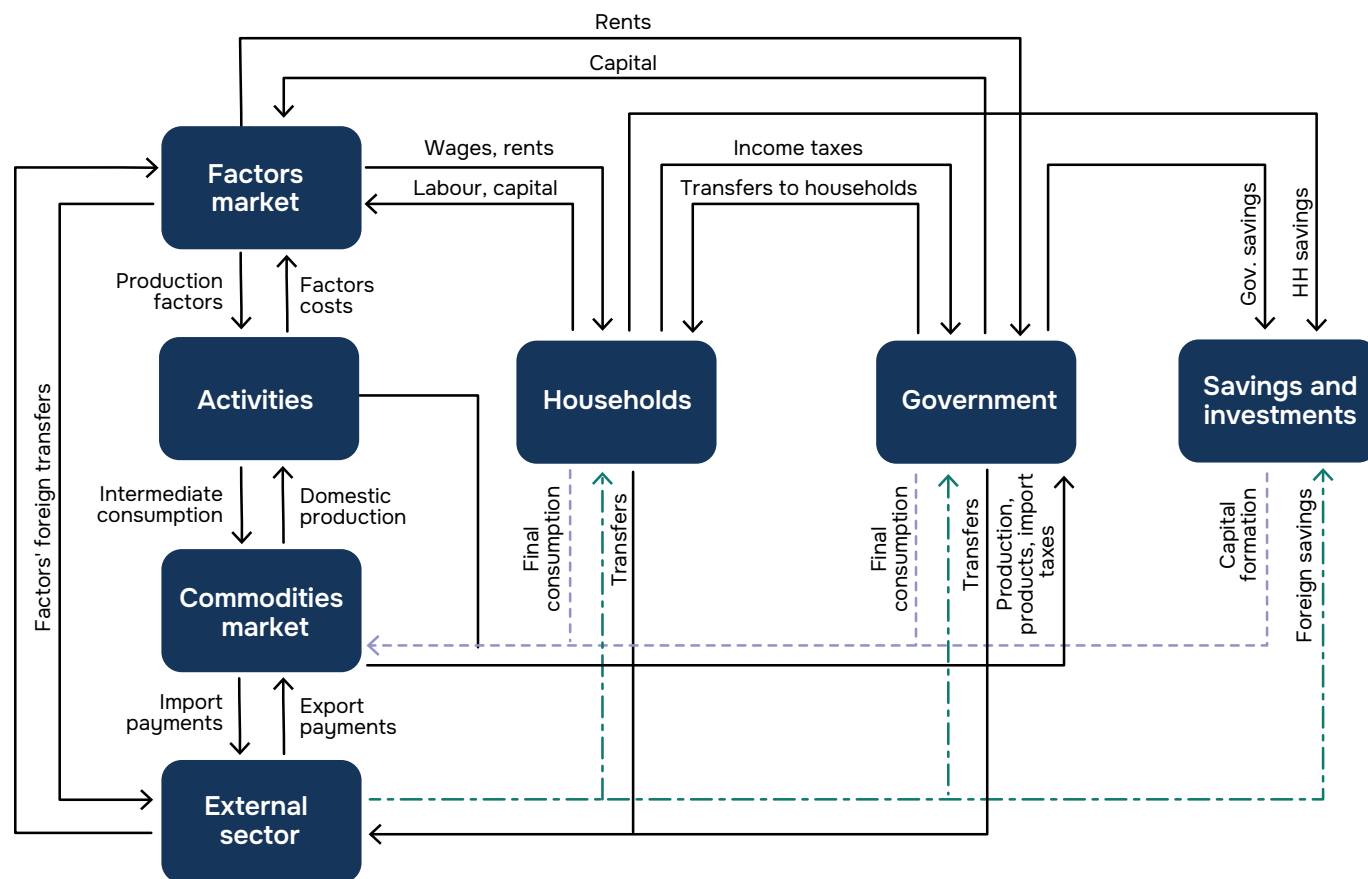 Rents
Capital
Wages, rents
Income taxes
Labour, capital
Transfers to households
Factors
market
Gov. savings
HH savings
Production
factors
Factors
costs
Activities
Households
Government
Savings and
investments
Factors' foreign transfers
Intermediate
consumption
Domestic
production
Final
consumption
Transfers
Final
consumption
Transfers
Production,
products, import
taxes
Capital
formation
Foreign savings
Commodities
market
Import
payments
Export
payments
External
sector